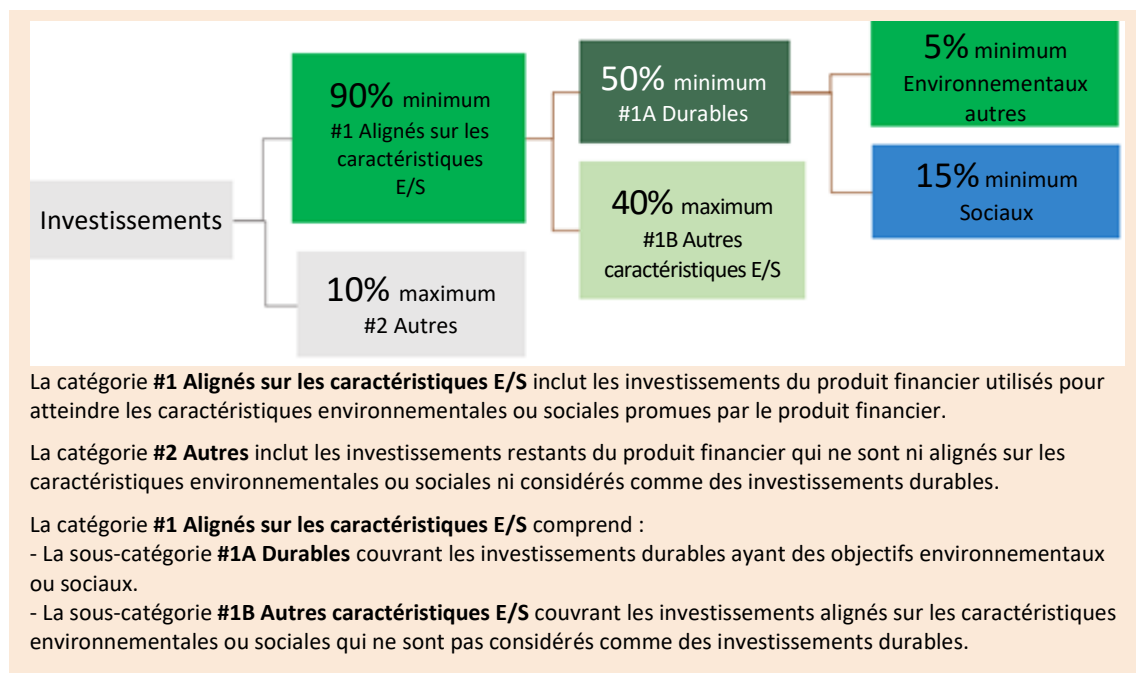 Investissements
90% minimum
#1 Alignés sur les
caractéristiques
E/S
10% maximum
#2 Autres
50% minimum
#1A Durables
40% maximum
#1B Autres
caractéristiques E/S
5% minimum
Environnementaux
autres
15% minimum
Sociaux
La catégorie #1 Alignés sur les caractéristiques E/S inclut les investissements du produit financier utilisés pour
atteindre les caractéristiques environnementales ou sociales promues par le produit financier.
La catégorie #2 Autres inclut les investissements restants du produit financier qui ne sont ni alignés sur les
caractéristiques environnementales ou sociales ni considérés comme des investissements durables.
La catégorie #1 Alignés sur les caractéristiques E/S comprend :
- La sous-catégorie #1A Durables couvrant les investissements durables ayant des objectifs environnementaux
ou sociaux.
- La sous-catégorie #1B Autres caractéristiques E/S couvrant les investissements alignés sur les caractéristiques
environnementales ou sociales qui ne sont pas considérés comme des investissements durables.